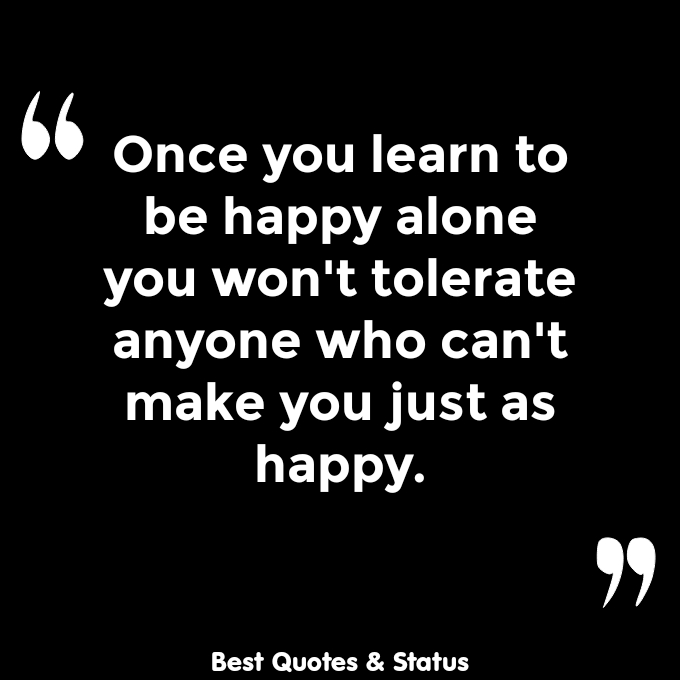 “
Once you learn to
be happy alone
you won't tolerate
anyone who can't
make you just as
happy.
”
Best Quotes & Status